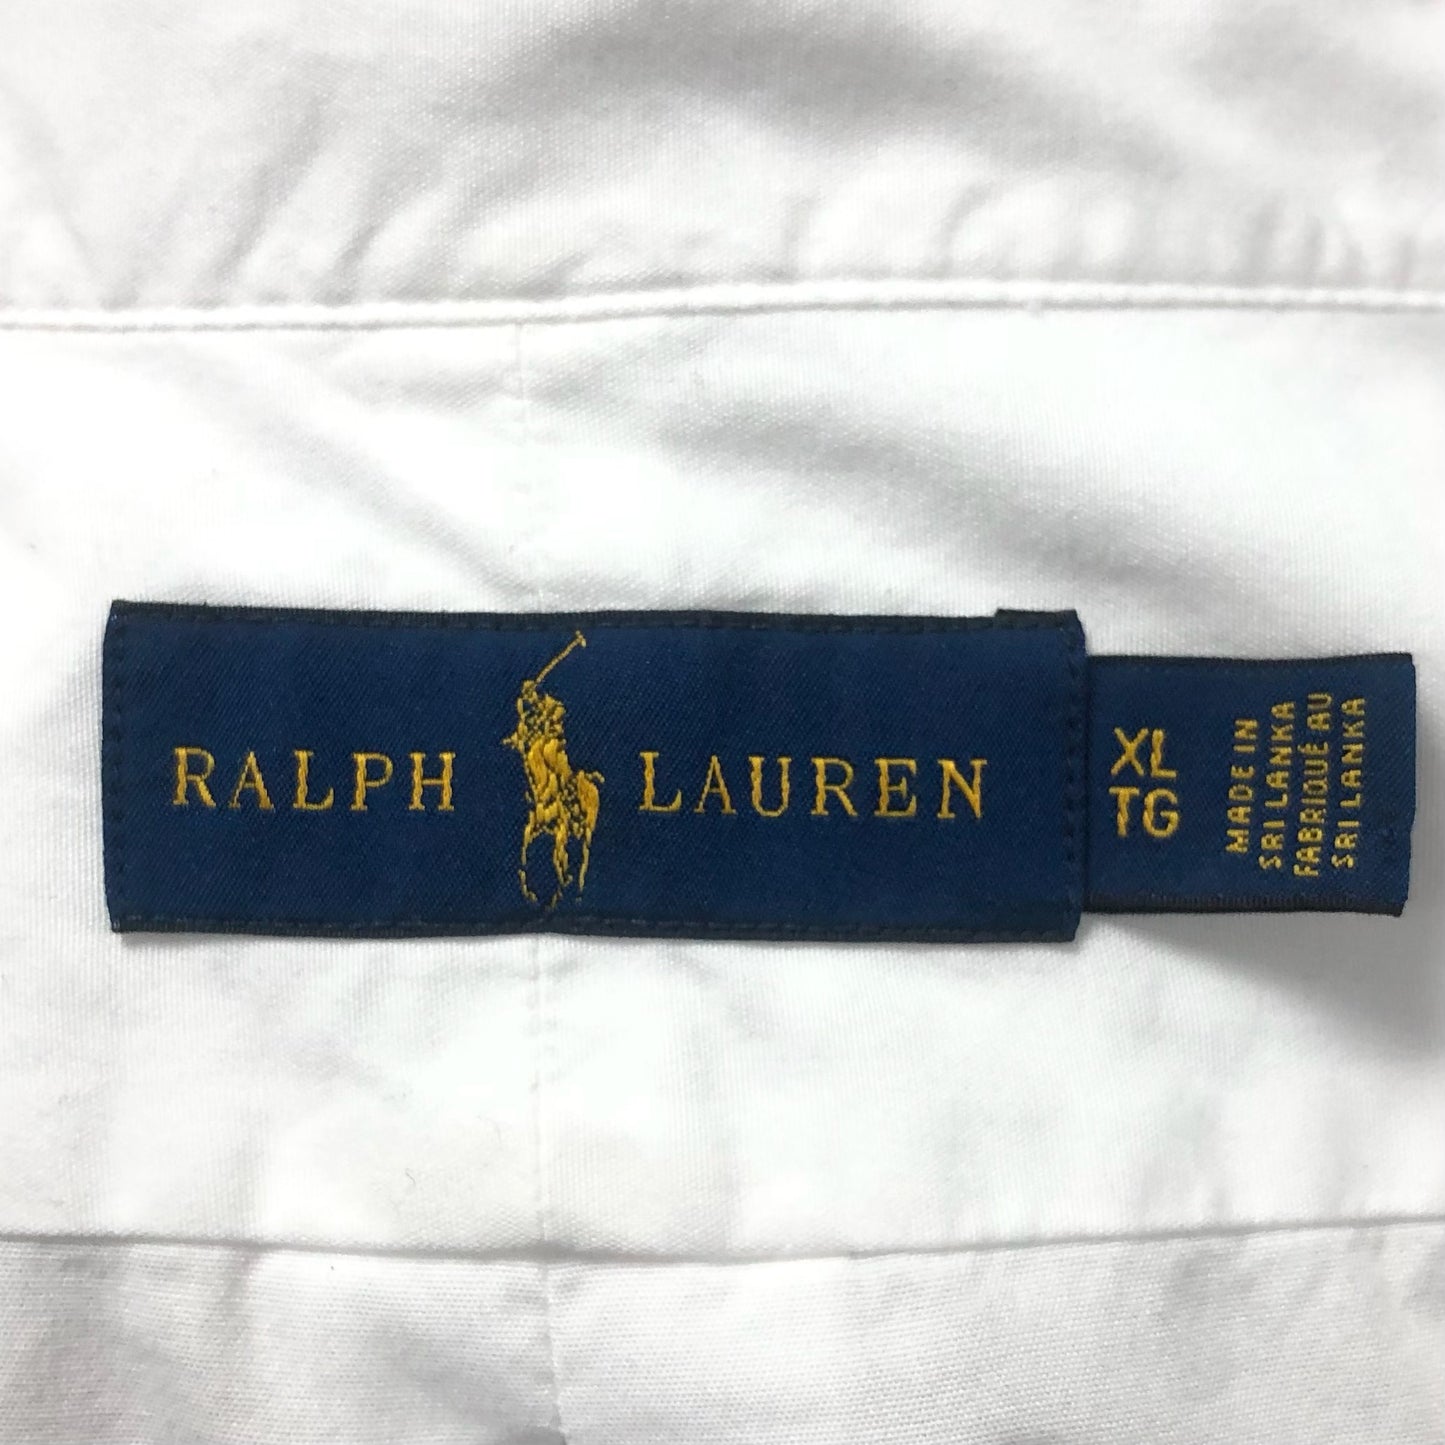 RALPH LAUREN
XL
TG
MADE IN
SRI LANKA
FABRIQUÉ AU
SRI LANKA